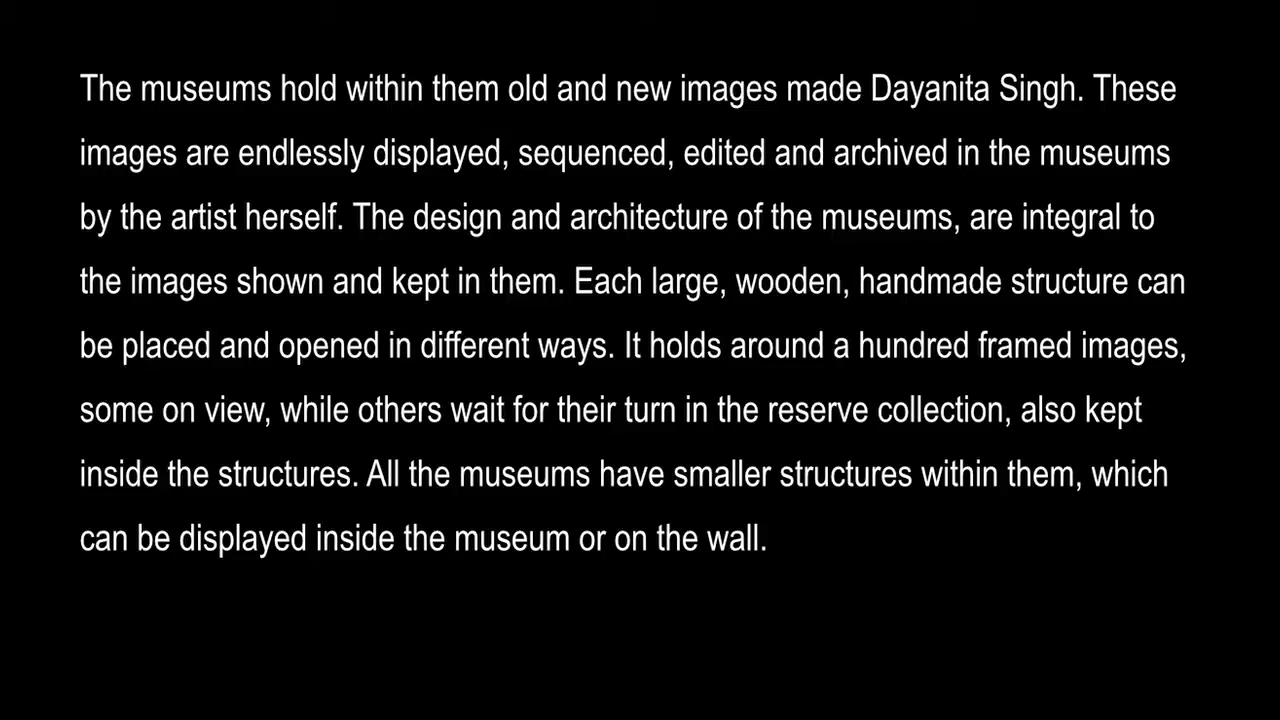 The museums hold within them old and new images made Dayanita Singh. These
images are endlessly displayed, sequenced, edited and archived in the museums
by the artist herself. The design and architecture of the museums, are integral to
the images shown and kept in them. Each large, wooden, handmade structure can
be placed and opened in different ways. It holds around a hundred framed images,
some on view, while others wait for their turn in the reserve collection, also kept
inside the structures. All the museums have smaller structures within them, which
can be displayed inside the museum or on the wall.